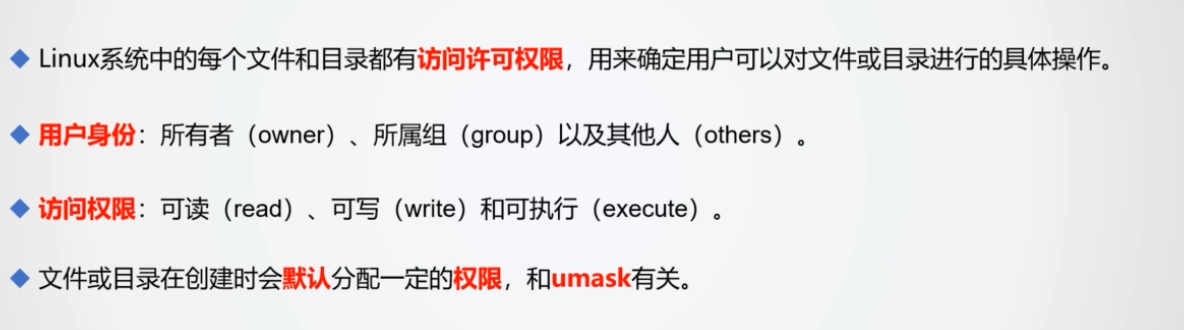 Linux系统中的每个文件和目录都有访问许可权限，用来确定用户可以对文件或目录进行的具体操作。
用户身份：所有者（owner）、所属组（group）以及其他人（others）。
访问权限：可读（read）、可写（write）和可执行（execute）。
文件或目录在创建时会默认分配一定的权限，和umask有关。